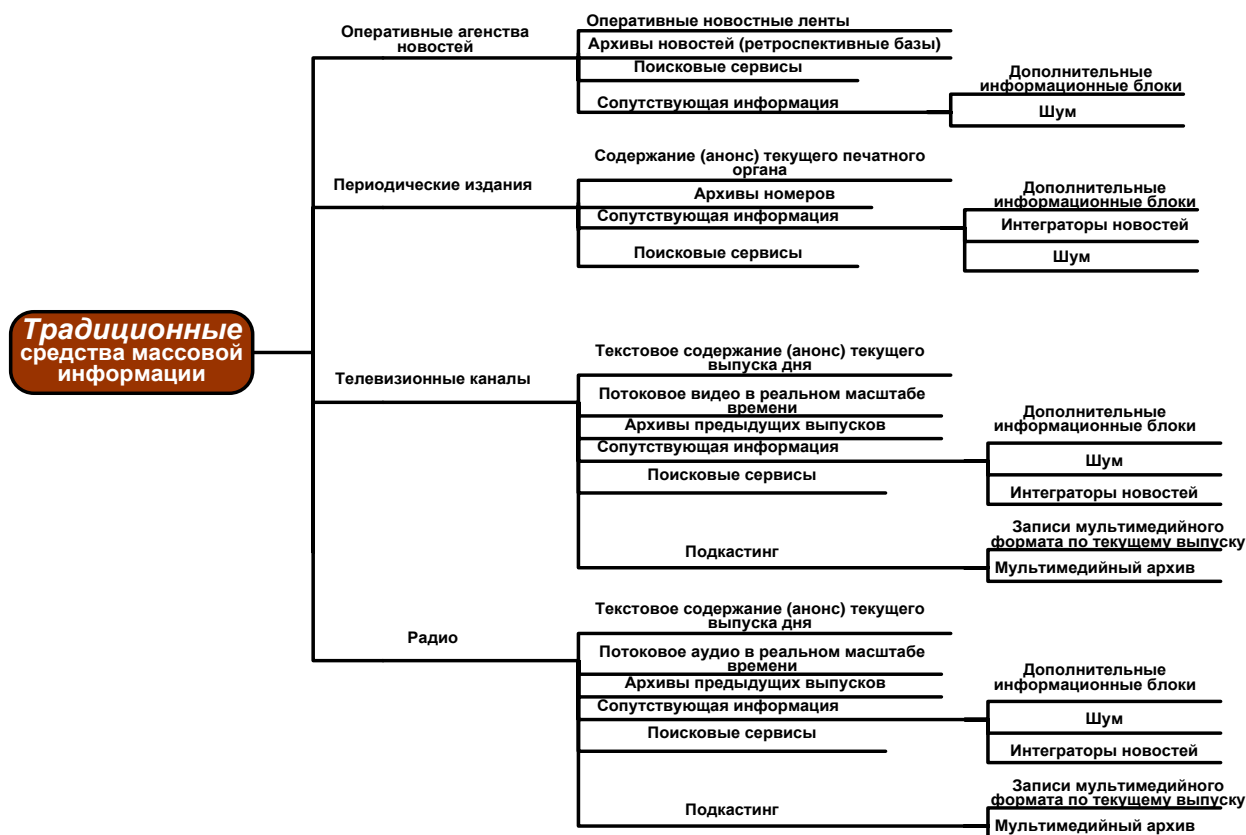 Традиционные
средства массовой
информации
Оперативные агенства
новостей
Оперативные новостные ленты
Архивы новостей (ретроспективные базы)
Поисковые сервисы
Сопутствующая информация
Дополнительные
информационные блоки
Шум
Периодические издания
Содержание (анонс) текущего печатного
органа
Архивы номеров
Сопутствующая информация
Дополнительные
информационные блоки
Интеграторы новостей
Шум
Поисковые сервисы
Телевизионные каналы
Текстовое содержание (анонс) текущего
выпуска дня
Потоковое видео в реальном масштабе
времени
Архивы предыдущих выпусков
Сопутствующая информация
Дополнительные
информационные блоки
Шум
Интеграторы новостей
Поисковые сервисы
Подкастинг
Записи мультимедийного
формата по текущему выпуску
Мультимедийный архив
Радио
Текстовое содержание (анонс) текущего
выпуска дня
Потоковое аудио в реальном масштабе
времени
Архивы предыдущих выпусков
Сопутствующая информация
Дополнительные
информационные блоки
Шум
Интеграторы новостей
Поисковые сервисы
Подкастинг
Записи мультимедийного
формата по текущему выпуску
Мультимедийный архив